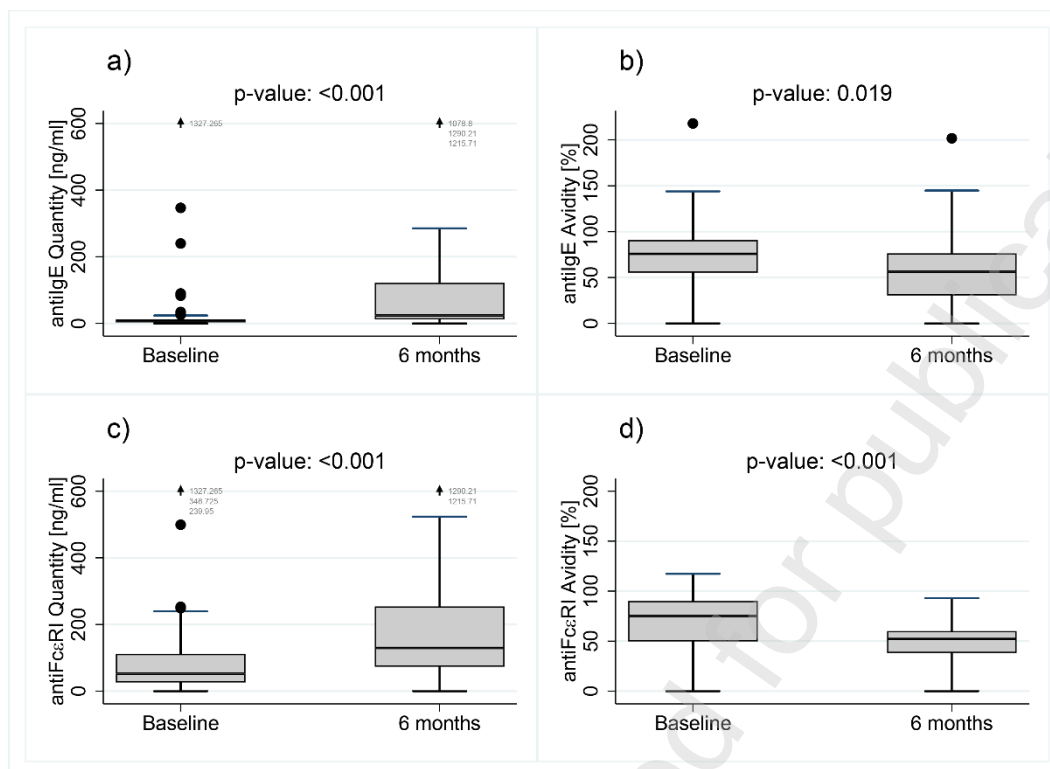 a)
p-value: <0.001
antiIgE Quantity [ng/ml]
600
400
200
0
1327.265
1078.8
1290.21
1215.71
Baseline
6 months
b)
p-value: 0.019
antiIgE Avidity [%]
200
150
100
50
0
Baseline
6 months
c)
p-value: <0.001
antiFcεRI Quantity [ng/ml]
600
400
200
0
1327.265
348.725
239.95
1290.21
1215.71
Baseline
6 months
d)
p-value: <0.001
antiFcεRI Avidity [%]
200
150
100
50
0
Baseline
6 months
d for publica